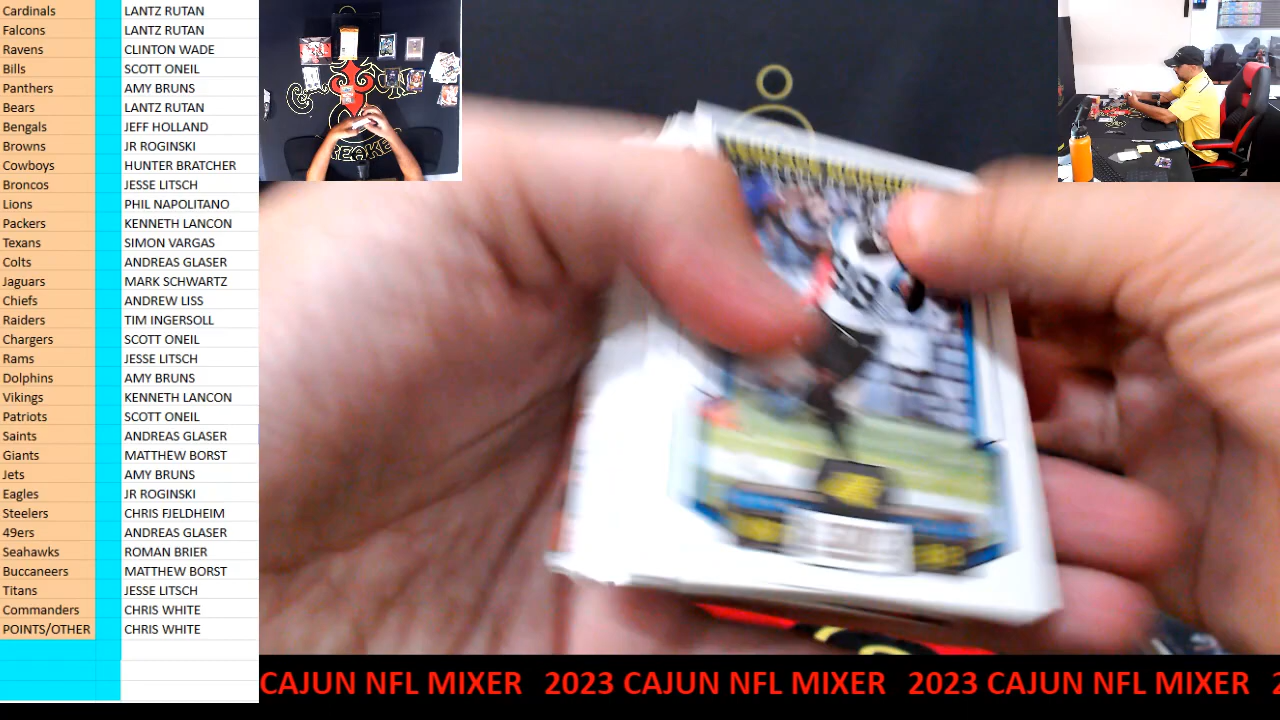 Cardinals LANTZ RUTAN
Falcons LANTZ RUTAN
Ravens CLINTON WADE
Bills SCOTT ONEIL
Panthers AMY BRUNS
Bears LANTZ RUTAN
Bengals JEFF HOLLAND
Browns JR ROGINSKI
Cowboys HUNTER BRATCHER
Broncos JESSE LITSCH
Lions PHIL NAPOLITANO
Packers KENNETH LANCON
Texans SIMON VARGAS
Colts ANDREAS GLASER
Jaguars MARK SCHWARTZ
Chiefs ANDREW LISS
Raiders TIM INGERSOLL
Chargers SCOTT ONEIL
Rams JESSE LITSCH
Dolphins AMY BRUNS
Vikings KENNETH LANCON
Patriots SCOTT ONEIL
Saints ANDREAS GLASER
Giants MATTHEW BORST
Jets AMY BRUNS
Eagles JR ROGINSKI
Steelers CHRIS FJELDHEIM
49ers ANDREAS GLASER
Seahawks ROMAN BRIER
Buccaneers MATTHEW BORST
Titans JESSE LITSCH
Commanders CHRIS WHITE
POINTS/OTHER CHRIS WHITE
CAJUN NFL MIXER 2023 CAJUN NFL MIXER 2023 CAJUN NFL MIXER 2